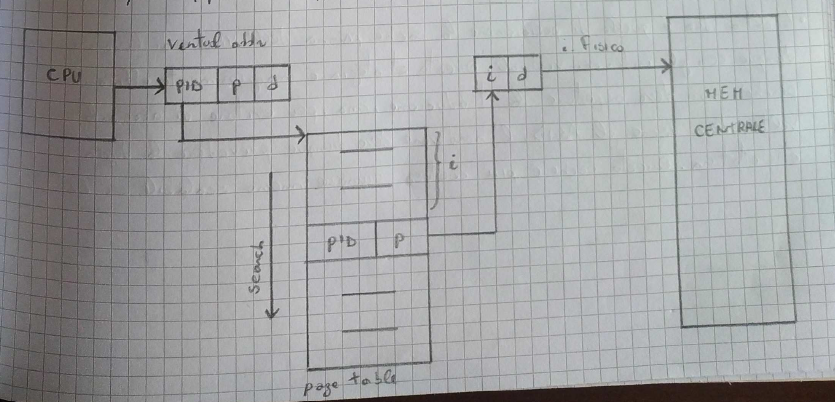 CPU
virtual addr
PID p d
i d
i. Fisico
MEM
CENTRALE
i
PID p
Search
page table